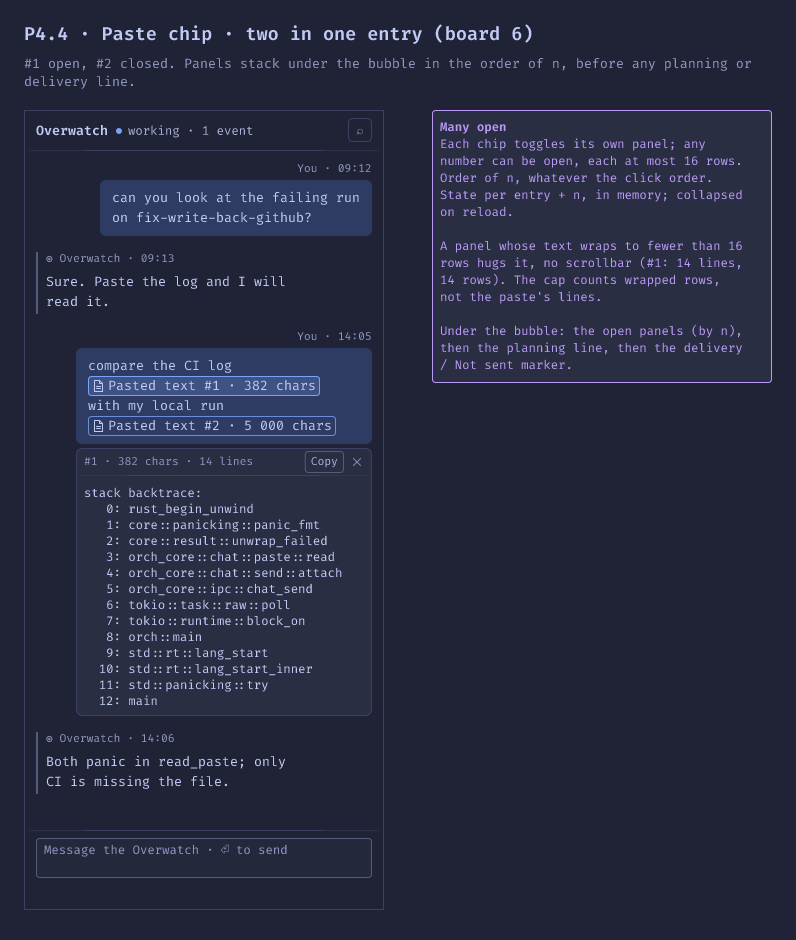 P4.4 · Paste chip · two in one entry (board 6)
#1 open, #2 closed. Panels stack under the bubble in the order of n, before any planning or
delivery line.
Overwatch ● working · 1 event
You · 09:12
can you look at the failing run
on fix-write-back-github?
Overwatch · 09:13
Sure. Paste the log and I will
read it.
You · 14:05
compare the CI log
Pasted text #1 · 382 chars
with my local run
Pasted text #2 · 5 000 chars
#1 · 382 chars · 14 lines Copy ×
stack backtrace:
0: rust_begin_unwind
1: core::panicking::panic_fmt
2: core::result::unwrap_failed
3: orch_core::chat::paste::read
4: orch_core::chat::send::attach
5: orch_core::ipc::chat_send
6: tokio::task::raw::poll
7: tokio::runtime::block_on
8: orch::main
9: std::rt::lang_start
10: std::rt::lang_start_inner
11: std::panicking::try
12: main
Overwatch · 14:06
Both panic in read_paste; only
CI is missing the file.
Message the Overwatch · ⏎ to send
Many open
Each chip toggles its own panel; any
number can be open, each at most 16 rows.
Order of n, whatever the click order.
State per entry + n, in memory; collapsed
on reload.
A panel whose text wraps to fewer than 16
rows hugs it, no scrollbar (#1: 14 lines,
14 rows). The cap counts wrapped rows,
not the paste's lines.
Under the bubble: the open panels (by n),
then the planning line, then the delivery
/ Not sent marker.